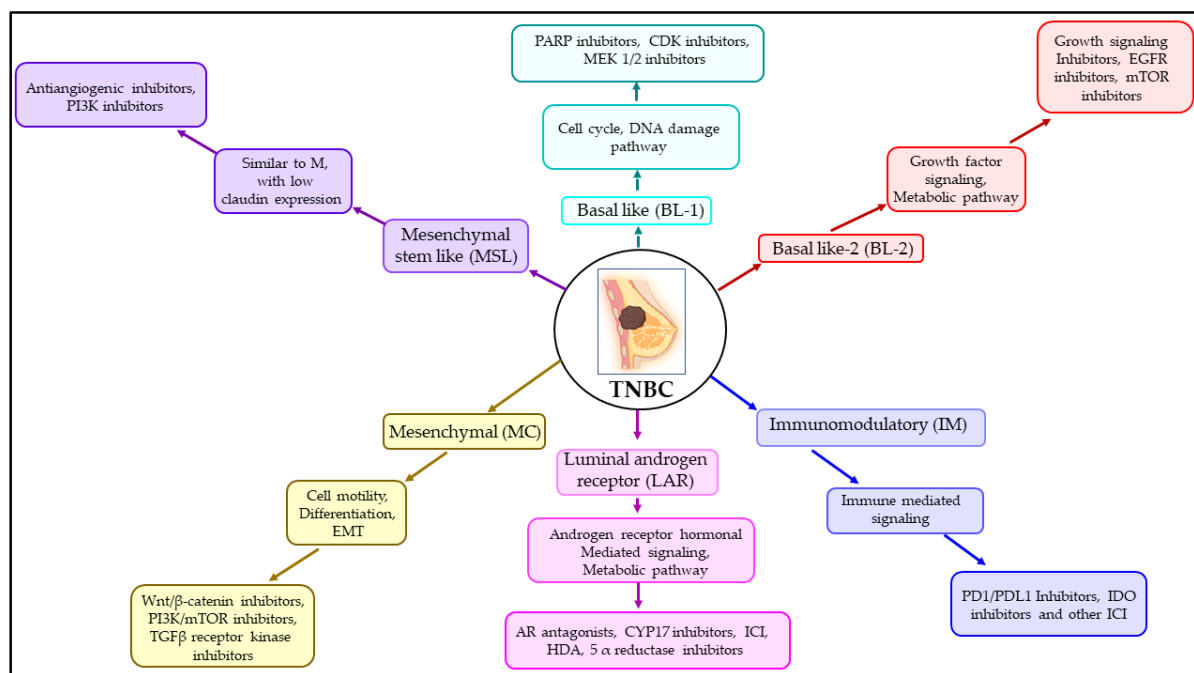 PARP inhibitors, CDK inhibitors,
MEK 1/2 inhibitors
Cell cycle, DNA damage
pathway
Basal like (BL-1)
Growth signaling
Inhibitors, EGFR
inhibitors, mTOR
inhibitors
Growth factor
signaling,
Metabolic pathway
Basal like-2 (BL-2)
Antiangiogenic inhibitors,
PI3K inhibitors
Similar to M,
with low
claudin expression
Mesenchymal
stem like (MSL)
TNBC
Mesenchymal (MC)
Cell motility,
Differentiation,
EMT
Wnt/β-catenin inhibitors,
PI3K/mTOR inhibitors,
TGFβ receptor kinase
inhibitors
Luminal androgen
receptor (LAR)
Androgen receptor hormonal
Mediated signaling,
Metabolic pathway
AR antagonists, CYP17 inhibitors, ICI,
HDA, 5 α reductase inhibitors
Immunomodulatory (IM)
Immune mediated
signaling
PD1/PDL1 Inhibitors, IDO
inhibitors and other ICI